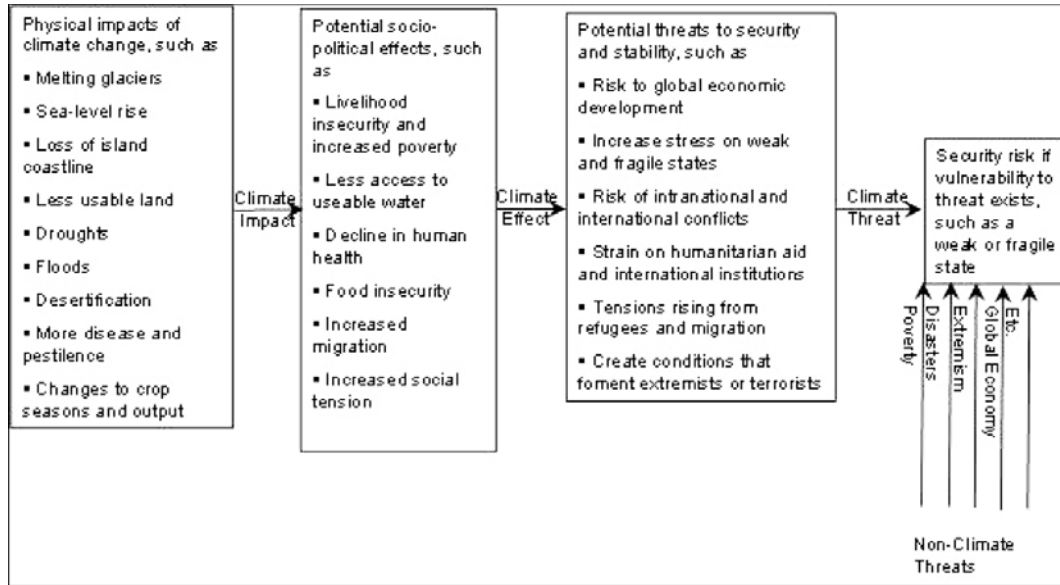 Physical impacts of
climate change, such as
▪ Melting glaciers
▪ Sea-level rise
▪ Loss of island
coastline
▪ Less usable land
▪ Droughts
▪ Floods
▪ Desertification
▪ More disease and
pestilence
▪ Changes to crop
seasons and output
Climate
Impact
Potential socio-
political effects, such
as
▪ Livelihood
insecurity and
increased poverty
▪ Less access to
useable water
▪ Decline in human
health
▪ Food insecurity
▪ Increased
migration
▪ Increased social
tension
Climate
Effect
Potential threats to security
and stability, such as
▪ Risk to global economic
development
▪ Increase stress on weak
and fragile states
▪ Risk of intranational and
international conflicts
▪ Strain on humanitarian aid
and international institutions
▪ Tensions rising from
refugees and migration
▪ Create conditions that
foment extremists or terrorists
Climate
Threat
Security risk if
vulnerability to
threat exists,
such as a
weak or fragile
state
Poverty
Disasters
Extremism
Global Economy
Etc.
Non-Climate
Threats